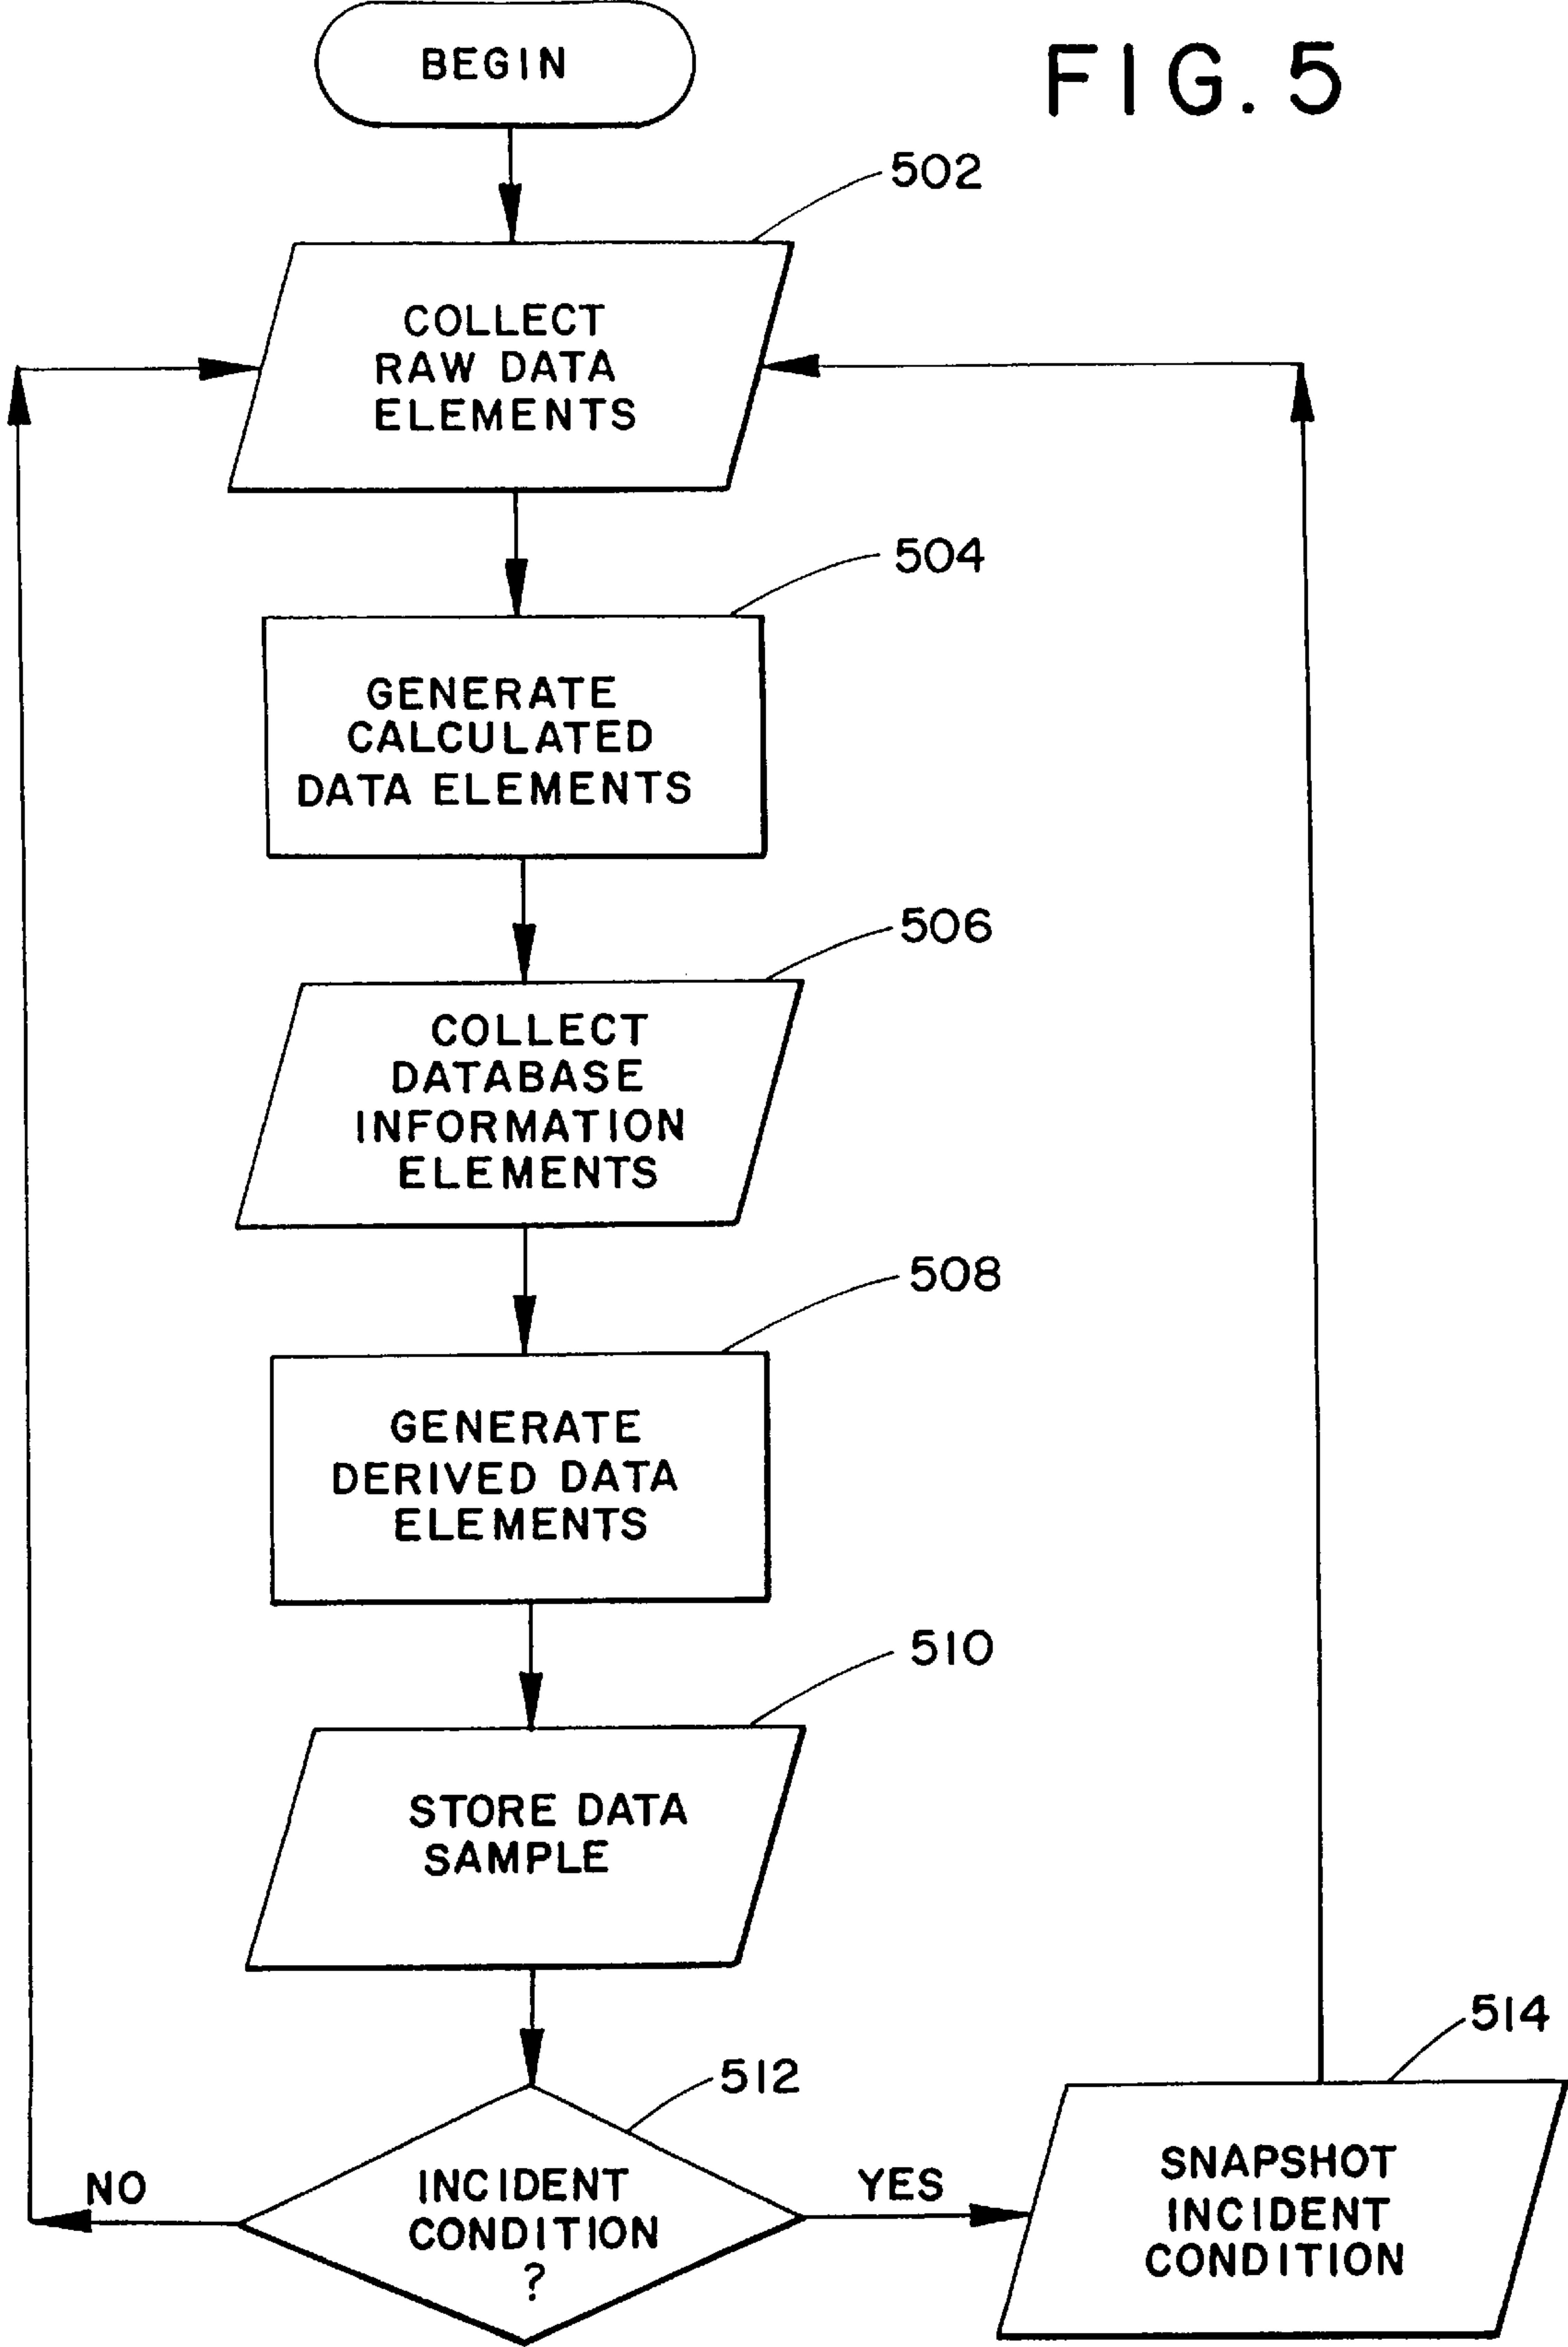 BEGIN
FIG. 5
502
COLLECT
RAW DATA
ELEMENTS
504
GENERATE
CALCULATED
DATA ELEMENTS
506
COLLECT
DATABASE
INFORMATION
ELEMENTS
508
GENERATE
DERIVED DATA
ELEMENTS
510
STORE DATA
SAMPLE
512
INCIDENT
CONDITION
?
NO
YES
514
SNAPSHOT
INCIDENT
CONDITION